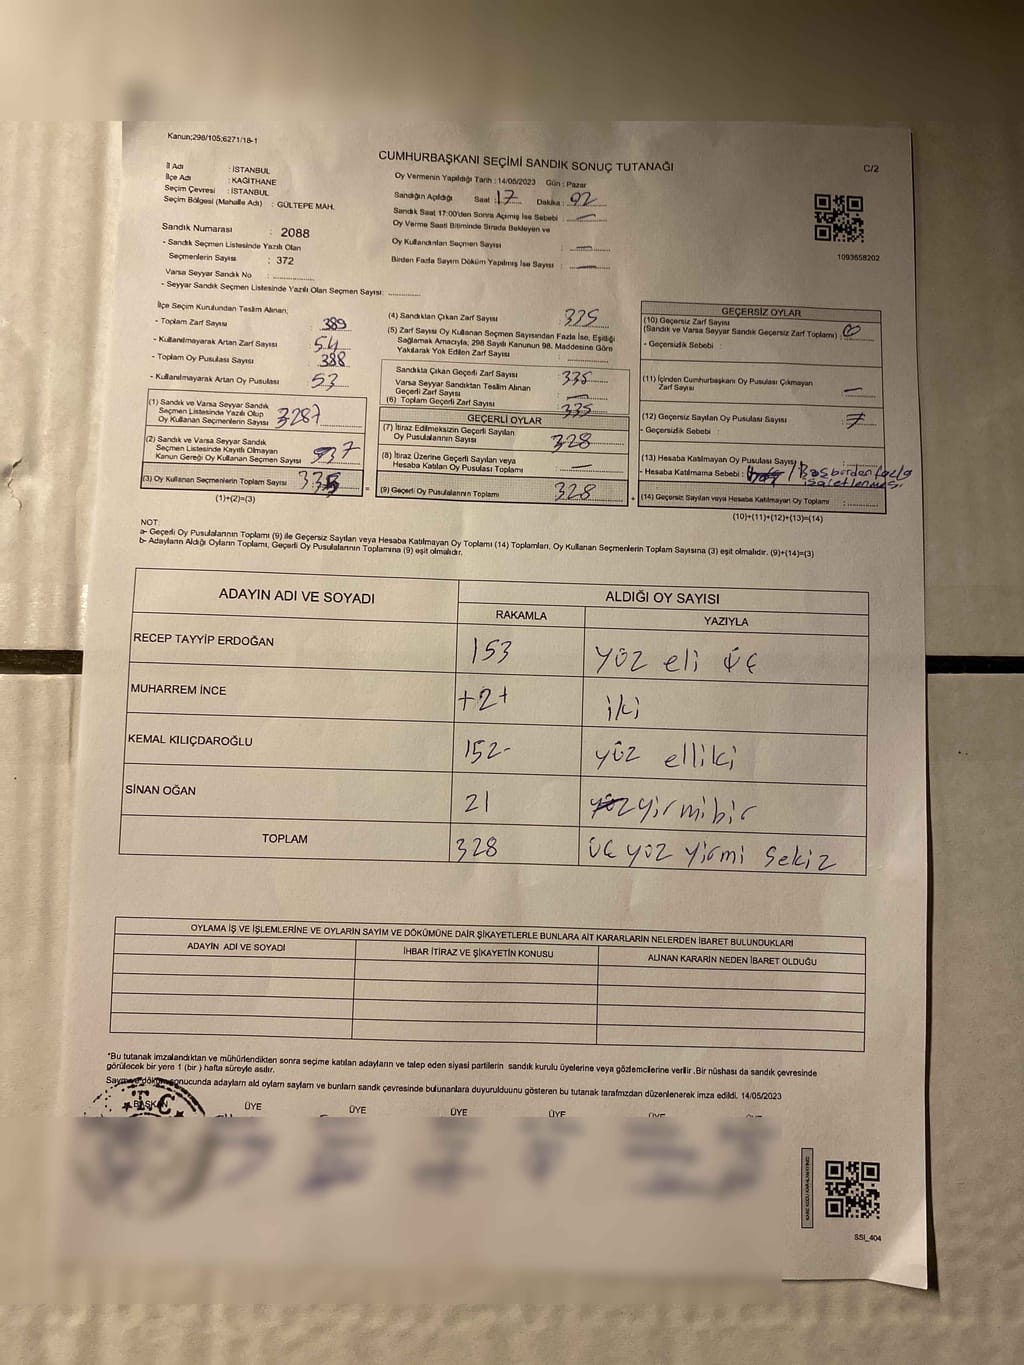 Kanun;298/105;6271/18-1
CUMHURBAŞKANI SEÇİMİ SANDIK SONUÇ TUTANAĞI
C/2
İl Adı : İSTANBUL
İlçe Adı : KAĞITHANE
Seçim Çevresi : İSTANBUL
Seçim Bölgesi (Mahalle Adı) : GÜLTEPE MAH.
Oy Vermenin Yapıldığı Tarih : 14/05/2023 Gün : Pazar
Sandığın Açıldığı Saat : 17 Dakika :
Sandık Saat 17:00'den Sonra Açımış İse Sebebi : —
Oy Verme Saati Bitiminde Sırada Bekleyen ve
Oy Kullandırılan Seçmen Sayısı : —
Birden Fazla Sayım Döküm Yapılmış İse Sayısı : —
1093658202
Sandık Numarası : 2088
- Sandık Seçmen Listesinde Yazılı Olan
Seçmenlerin Sayısı : 372
Varsa Seyyar Sandık No :
- Seyyar Sandık Seçmen Listesinde Yazılı Olan Seçmen Sayısı:
İlçe Seçim Kurulundan Teslim Alınan;
- Toplam Zarf Sayısı 389
- Kullanılmayarak Artan Zarf Sayısı 54
- Toplam Oy Pusulası Sayısı 388
- Kullanılmayarak Artan Oy Pusulası 53
(1) Sandık ve Varsa Seyyar Sandık
Seçmen Listesinde Yazılı Olup
Oy Kullanan Seçmenlerin Sayısı
(2) Sandık ve Varsa Seyyar Sandık
Seçmen Listesinde Kayıtlı Olmayan
Kanun Gereği Oy Kullanan Seçmen Sayısı 7
(3) Oy Kullanan Seçmenlerin Toplam Sayısı 335
(1)+(2)=(3)
(4) Sandıktan Çıkan Zarf Sayısı 335
(5) Zarf Sayısı Oy Kullanan Seçmen Sayısından Fazla İse, Eşitliği
Sağlamak Amacıyla; 298 Sayılı Kanunun 98. Maddesine Göre
Yakılarak Yok Edilen Zarf Sayısı
Sandıkta Çıkan Geçerli Zarf Sayısı 335
Varsa Seyyar Sandıktan Teslim Alınan
Geçerli Zarf Sayısı —
(6) Toplam Geçerli Zarf Sayısı 335
GEÇERLİ OYLAR
(7) İtiraz Edilmeksizin Geçerli Sayılan
Oy Pusulalarının Sayısı 328
(8) İtiraz Üzerine Geçerli Sayılan veya
Hesaba Katılan Oy Pusulası Toplamı —
(9) Geçerli Oy Pusulalarının Toplamı 328
GEÇERSİZ OYLAR
(10) Geçersiz Zarf Sayısı
(Sandık ve Varsa Seyyar Sandık Geçersiz Zarf Toplamı) 0
- Geçersizlik Sebebi :
(11) İçinden Cumhurbaşkanı Oy Pusulası Çıkmayan
Zarf Sayısı —
(12) Geçersiz Sayılan Oy Pusulası Sayısı 7
- Geçersizlik Sebebi :
(13) Hesaba Katılmayan Oy Pusulası Sayısı
- Hesaba Katılmama Sebebi :
(14) Geçersiz Sayılan veya Hesaba Katılmayan Oy Toplamı :
(10)+(11)+(12)+(13)=(14)
NOT:
a- Geçerli Oy Pusulalarının Toplamı (9) ile Geçersiz Sayılan veya Hesaba Katılmayan Oy Toplamı (14) Toplamları, Oy Kullanan Seçmenlerin Toplam Sayısına (3) eşit olmalıdır. (9)+(14)=(3)
b- Adayların Aldığı Oyların Toplamı, Geçerli Oy Pusulalarının Toplamına (9) eşit olmalıdır.
ADAYIN ADI VE SOYADI
ALDIĞI OY SAYISI
RAKAMLA YAZIYLA
RECEP TAYYİP ERDOĞAN 153 yüz eli üç
MUHARREM İNCE +2+ iki
KEMAL KILIÇDAROĞLU 152- yüz elliki
SİNAN OĞAN 21 yirmibir
TOPLAM 328 üç yüz yirmi sekiz
OYLAMA İŞ VE İŞLEMLERİNE VE OYLARIN SAYIM VE DÖKÜMÜNE DAİR ŞİKAYETLERLE BUNLARA AİT KARARLARIN NELERDEN İBARET BULUNDUKLARI
ADAYIN ADI VE SOYADI İHBAR İTİRAZ VE ŞİKAYETİN KONUSU ALINAN KARARIN NEDEN İBARET OLDUĞU
*Bu tutanak imzalandıktan ve mühürlendikten sonra seçime katılan adayların ve talep eden siyasi partilerin sandık kurulu üyelerine veya gözlemcilerine verilir .Bir nüshası da sandık çevresinde
görülecek bir yere 1 (bir ) hafta süreyle asılır.
Sayım ve döküm sonucunda adayların ald oyların sayların ve bunların sandık çevresinde bulunanlara duyurulduunu gösteren bu tutanak tarafımzdan düzenlenerek imza edildi. 14/05/2023
BAŞKAN ÜYE ÜYE ÜYE ÜYE ÜYE ÜYE
T.C
SSI_404